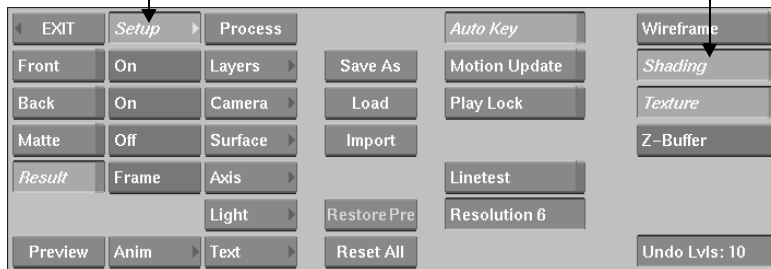 EXIT Setup Process Auto Key Wireframe
Front On Layers Save As Motion Update Shading
Back On Camera Load Play Lock Texture
Matte Off Surface Import Z-Buffer
Result Frame Axis Linetest
Light Restore Pre Resolution 6
Preview Anim Text Reset All Undo Lvls: 10